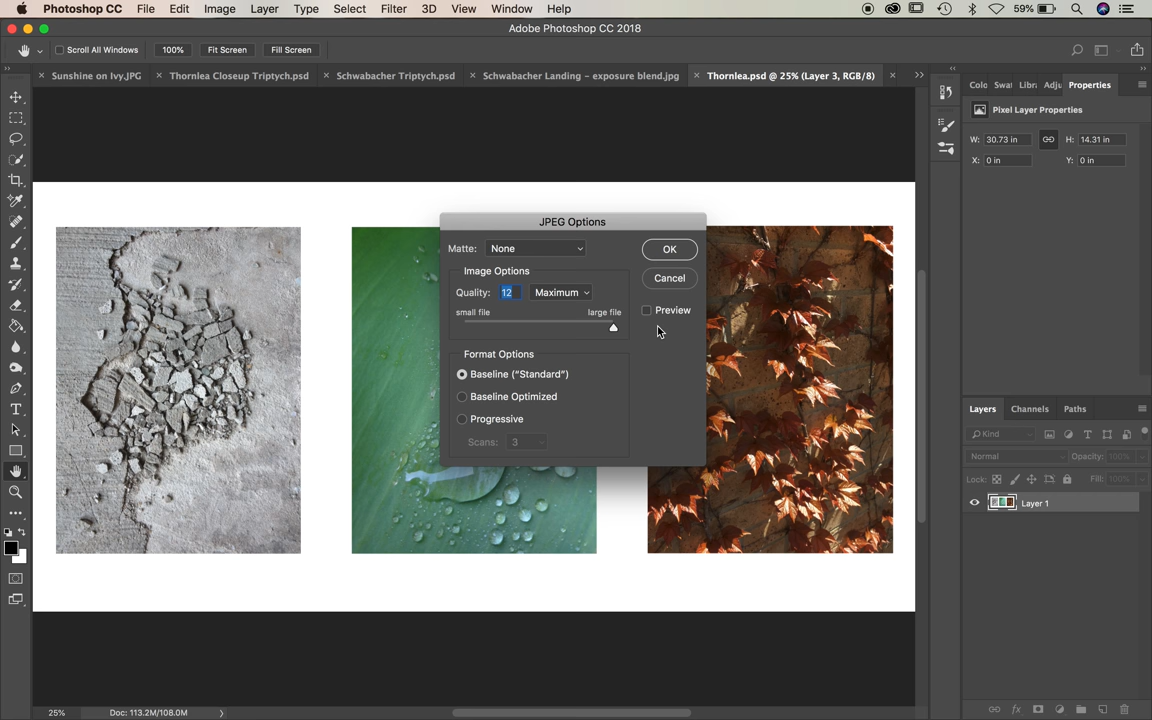 Photoshop CC File Edit Image Layer Type Select Filter 3D View Window Help 59%
Adobe Photoshop CC 2018
Scroll All Windows 100% Fit Screen Fill Screen
Sunshine on Ivy.JPG Thornlea Closeup Triptych.psd Schwabacher Triptych.psd Schwabacher Landing – exposure blend.jpg Thornlea.psd @ 25% (Layer 3, RGB/8)
Colo Swat Libra Adju Properties
Pixel Layer Properties
W: 30.73 in H: 14.31 in
X: 0 in Y: 0 in
JPEG Options
Matte: None OK
Image Options
Cancel
Quality: 12 Maximum
small file large file
Preview
Format Options
Baseline (“Standard”)
Baseline Optimized
Progressive
Scans: 3
Layers Channels Paths
Kind
Normal Opacity: 100%
Lock: Fill: 100%
Layer 1
25% Doc: 113.2M/108.0M